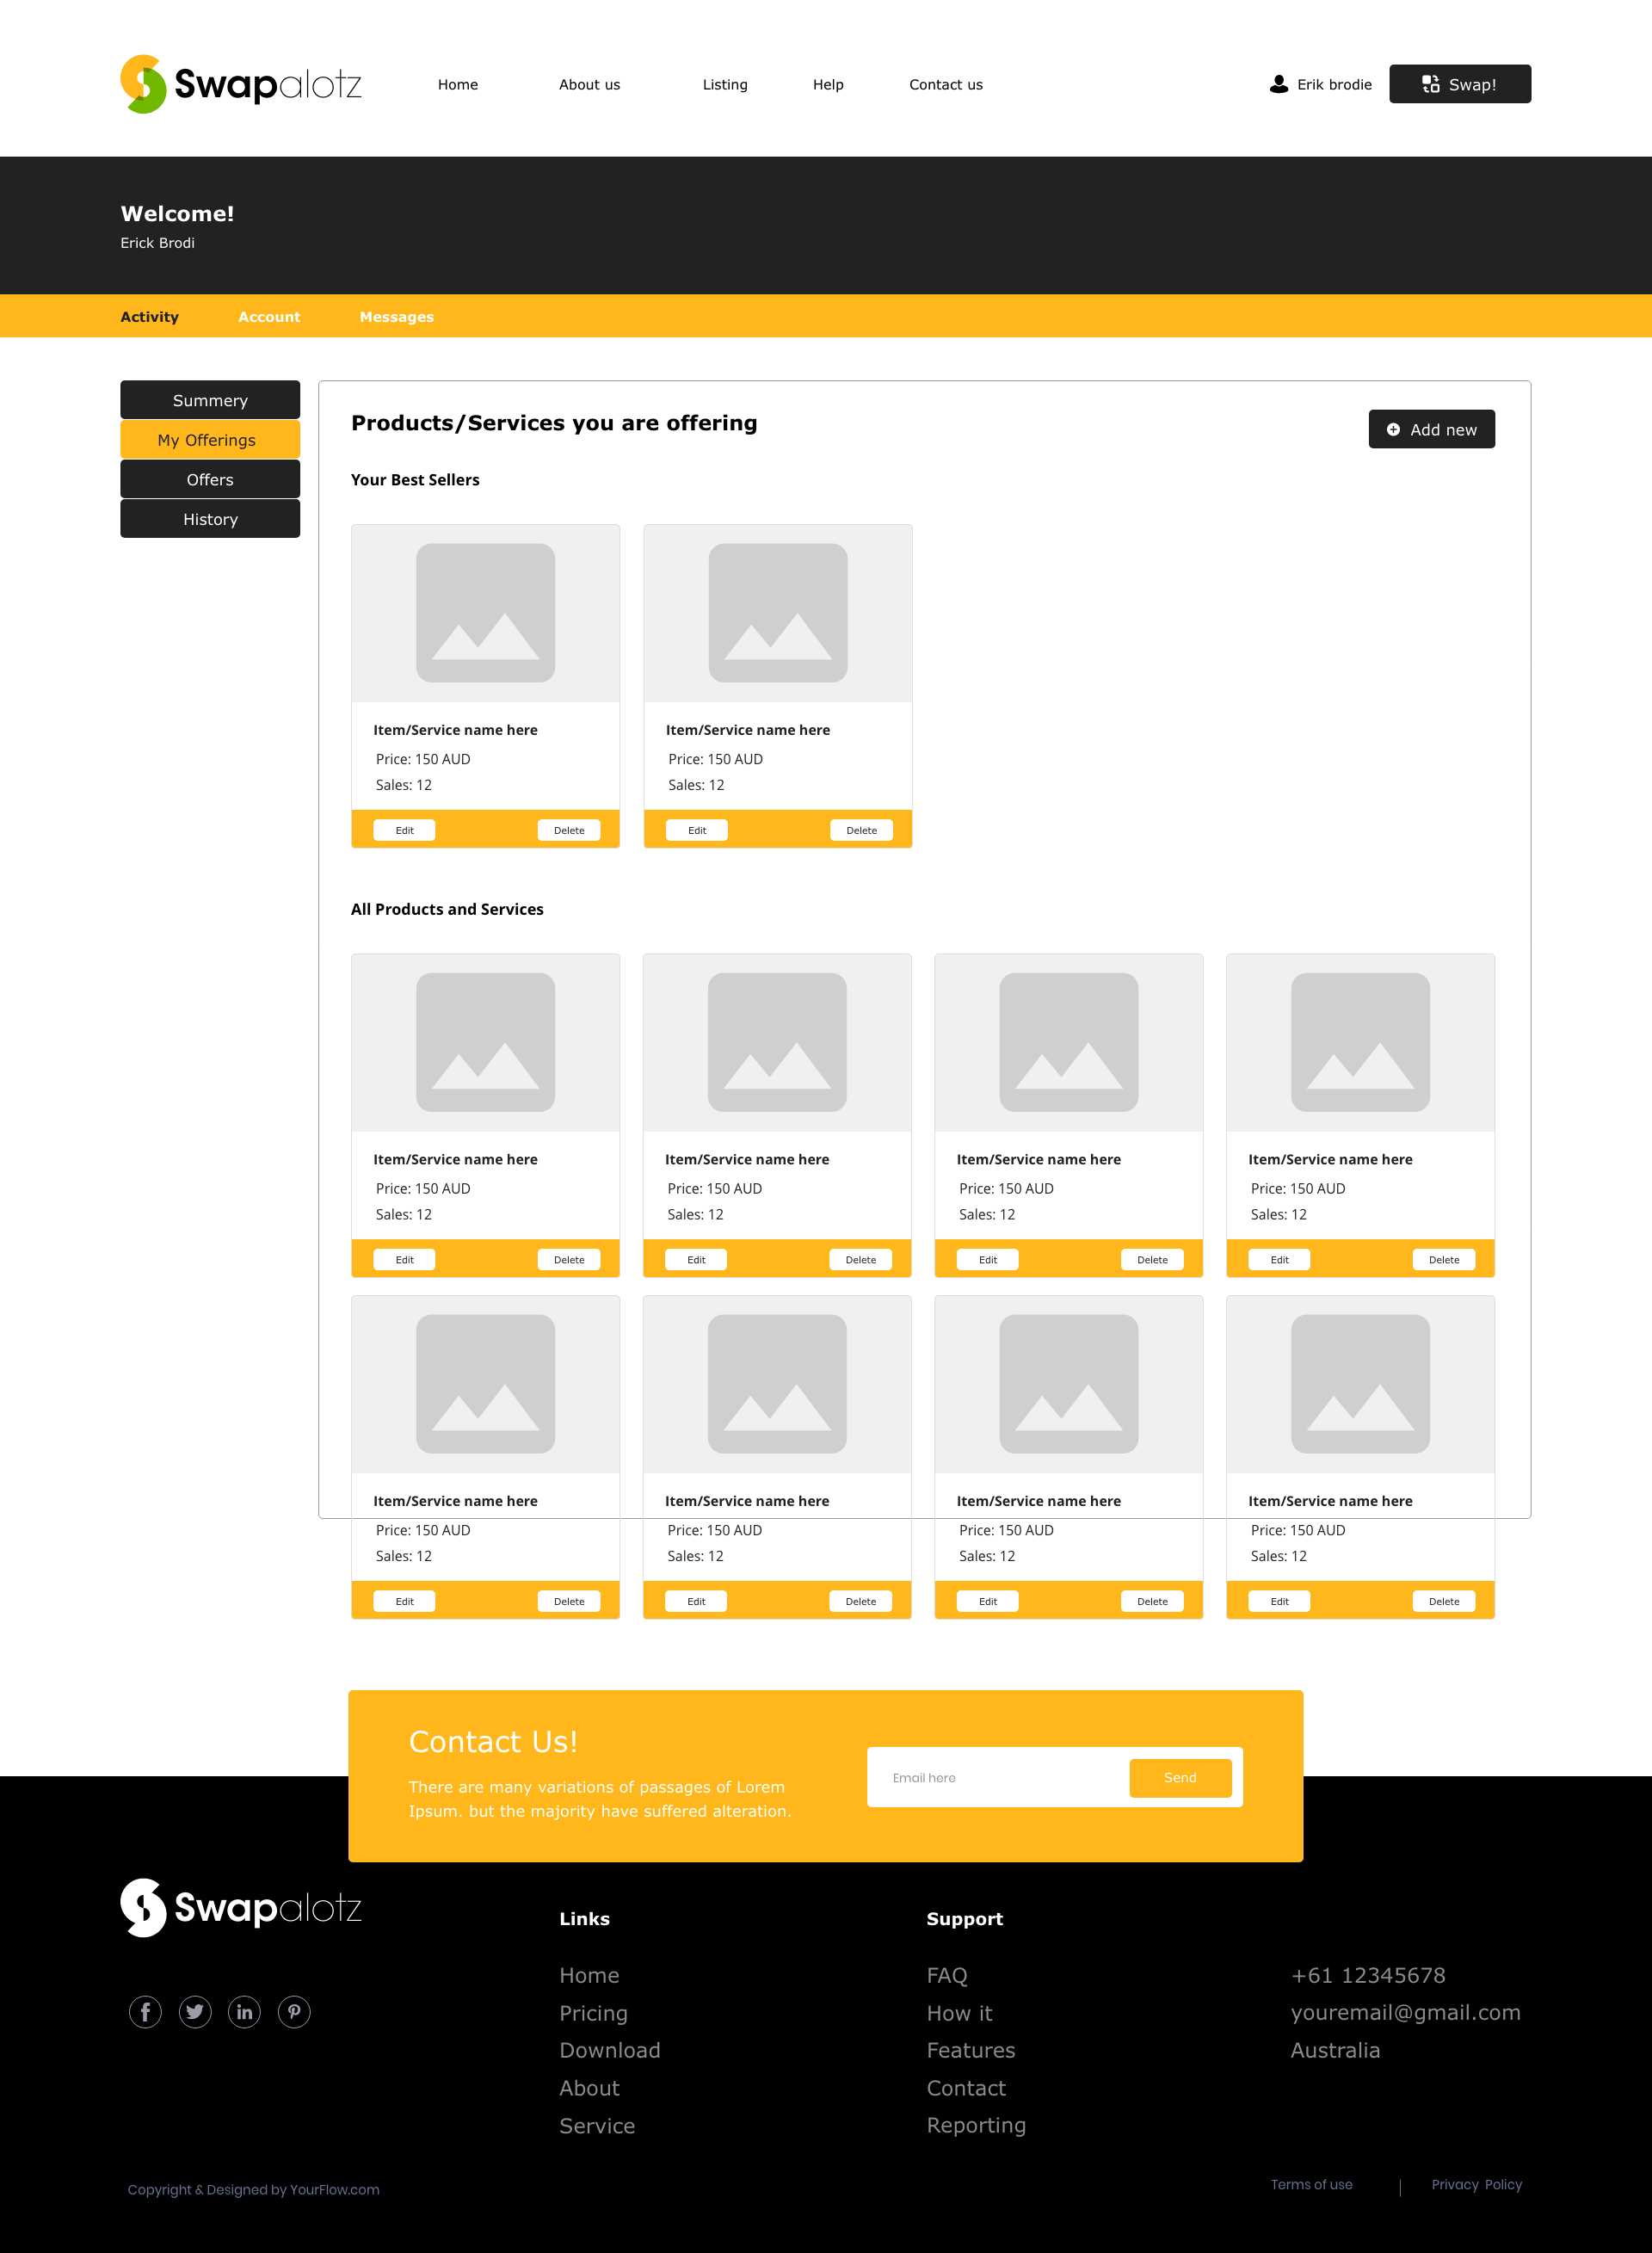 Swapalotz
Home About us Listing Help Contact us
Erik brodie
Swap!
Welcome!
Erick Brodi
Activity Account Messages
Summery
My Offerings
Offers
History
Products/Services you are offering
Add new
Your Best Sellers
Item/Service name here Item/Service name here
Price: 150 AUD Price: 150 AUD
Sales: 12 Sales: 12
Edit Delete Edit Delete
All Products and Services
Item/Service name here Item/Service name here Item/Service name here Item/Service name here
Price: 150 AUD Price: 150 AUD Price: 150 AUD Price: 150 AUD
Sales: 12 Sales: 12 Sales: 12 Sales: 12
Edit Delete Edit Delete Edit Delete Edit Delete
Item/Service name here Item/Service name here Item/Service name here Item/Service name here
Price: 150 AUD Price: 150 AUD Price: 150 AUD Price: 150 AUD
Sales: 12 Sales: 12 Sales: 12 Sales: 12
Edit Delete Edit Delete Edit Delete Edit Delete
Contact Us!
There are many variations of passages of Lorem
Ipsum. but the majority have suffered alteration.
Email here
Send
Swapalotz
Links
Home
Pricing
Download
About
Service
Support
FAQ
How it
Features
Contact
Reporting
+61 12345678
youremail@gmail.com
Australia
Copyright & Designed by YourFlow.com
Terms of use | Privacy Policy